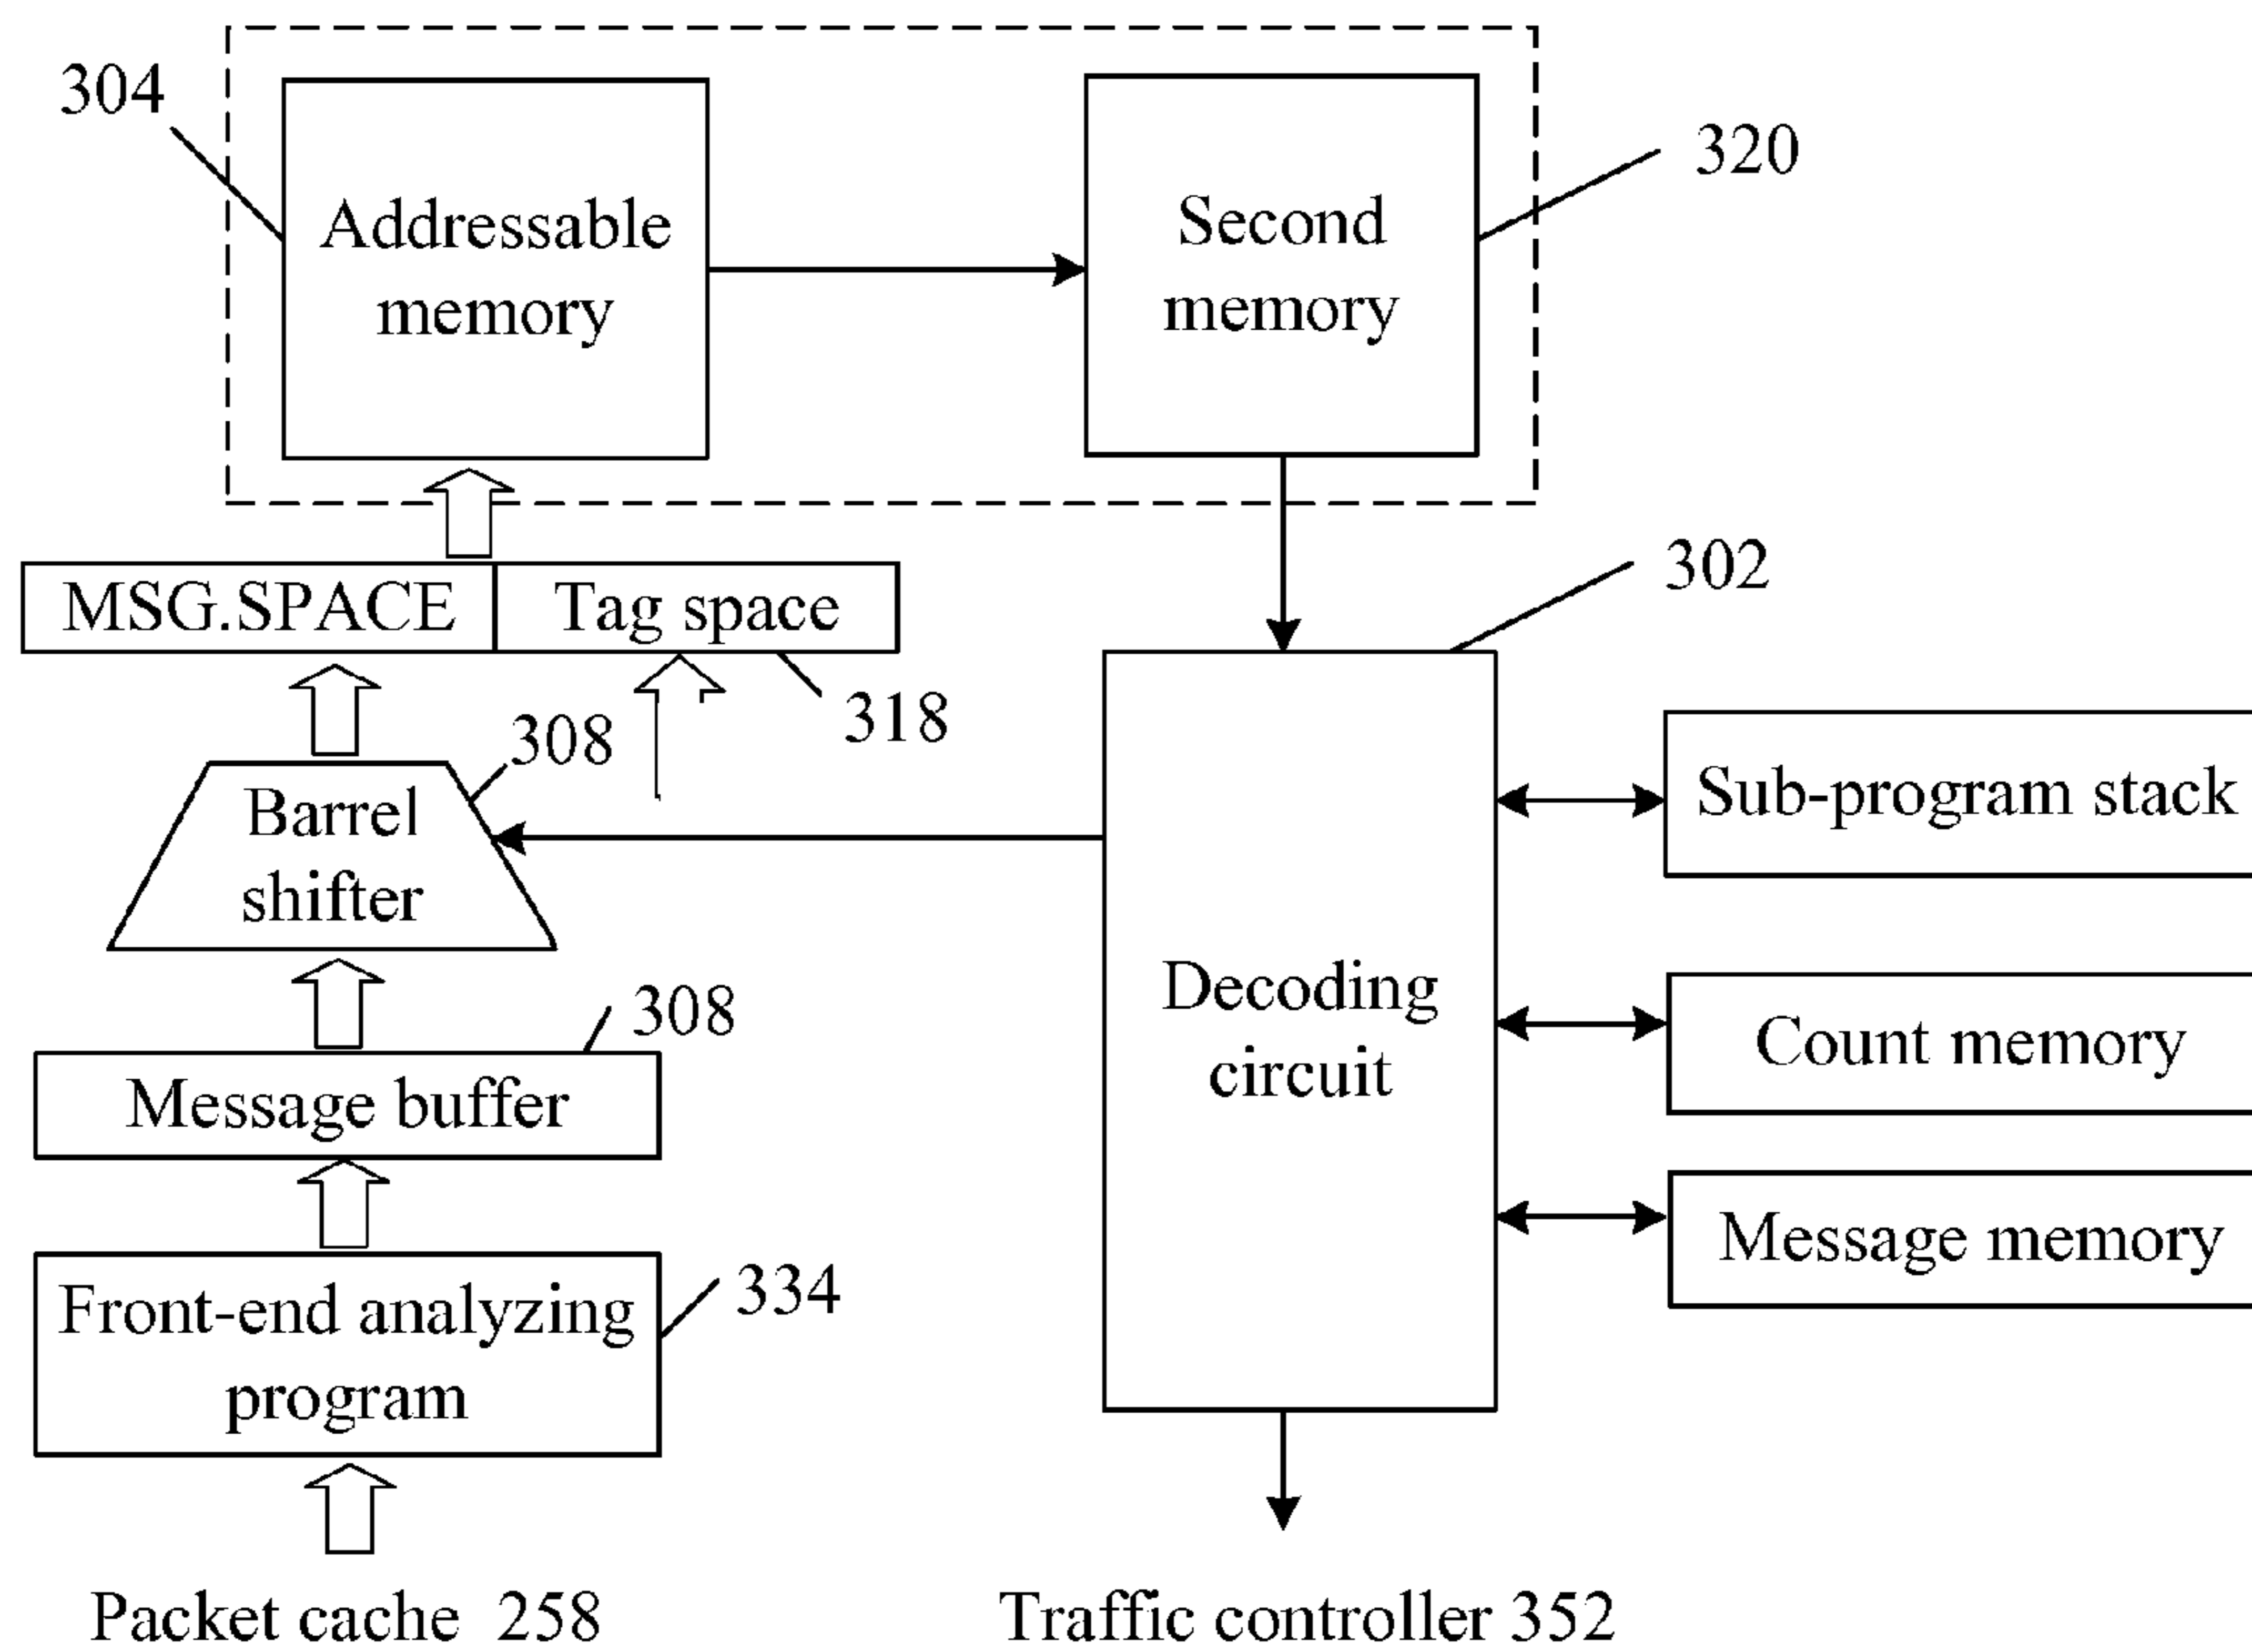 304
Addressable
memory
Second
memory
320
MSG.SPACE
Tag space
318
302
308
Barrel
shifter
308
Message buffer
334
Front-end analyzing
program
Decoding
circuit
Sub-program stack
Count memory
Message memory
Packet cache 258
Traffic controller 352